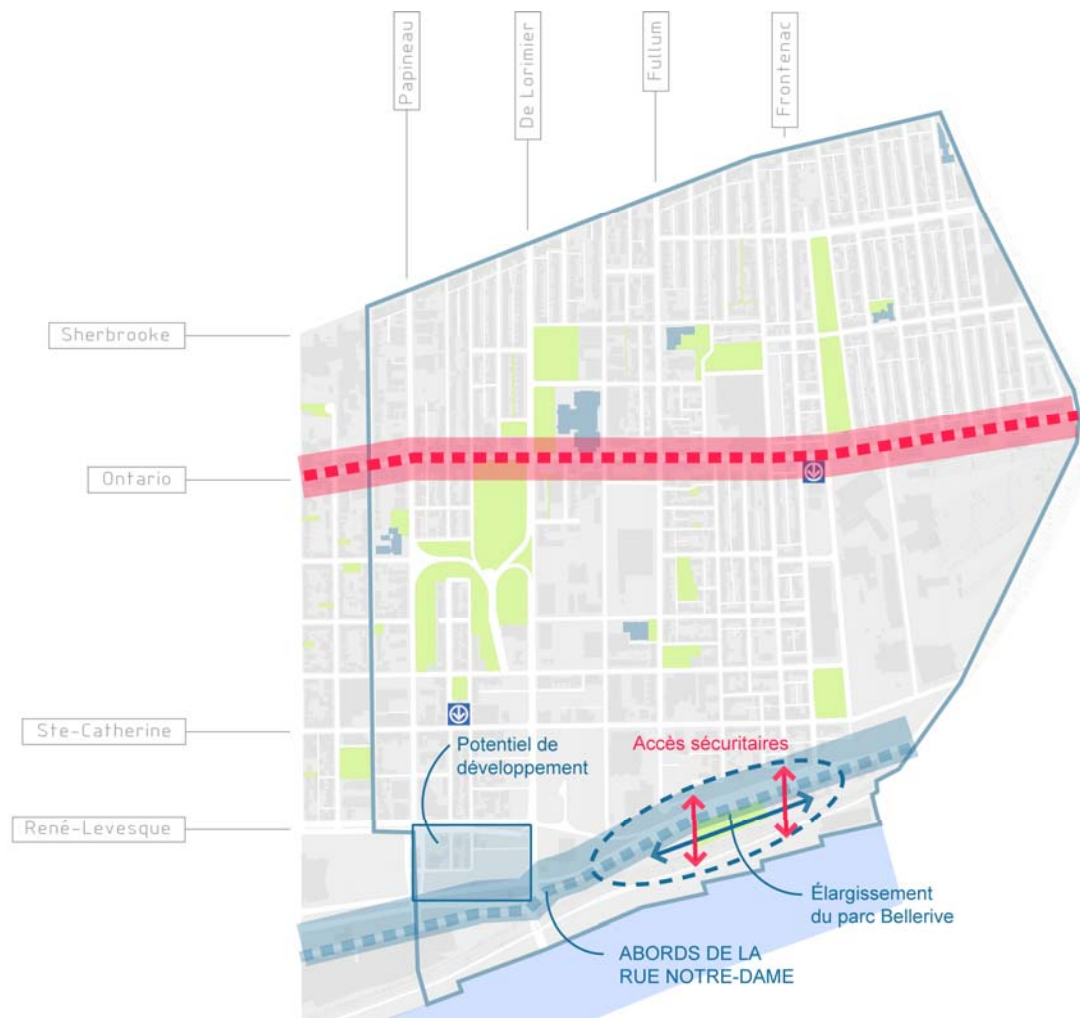 Papineau
De Lorimier
Fullum
Frontenac
Sherbrooke
Ontario
Ste-Catherine
René-Levesque
Potentiel de
développement
Accès sécuritaires
Élargissement
du parc Bellerive
ABORDS DE LA
RUE NOTRE-DAME